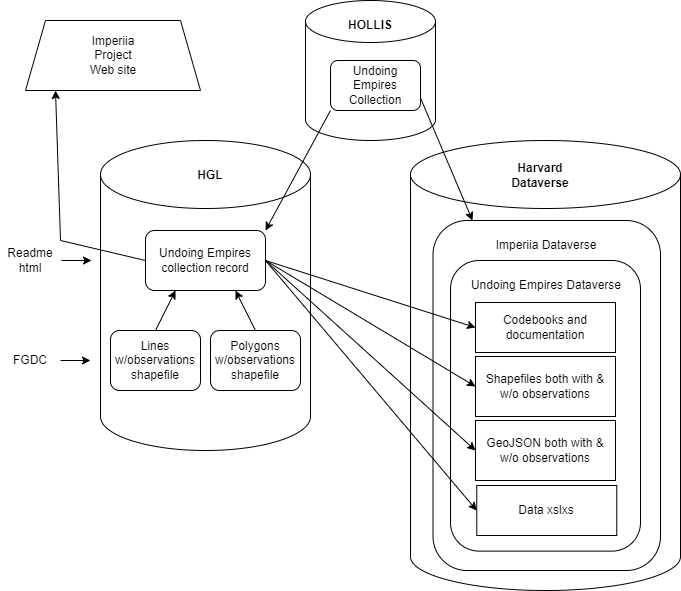 Imperiia
Project
Web site
HOLLIS
Undoing
Empires
Collection
HGL
Harvard
Dataverse
Readme
html
Undoing Empires
collection record
Imperiia Dataverse
Undoing Empires Dataverse
Codebooks and
documentation
FGDC
Lines
w/observations
shapefile
Polygons
w/observations
shapefile
Shapefiles both with &
w/o observations
GeoJSON both with &
w/o observations
Data xslxs